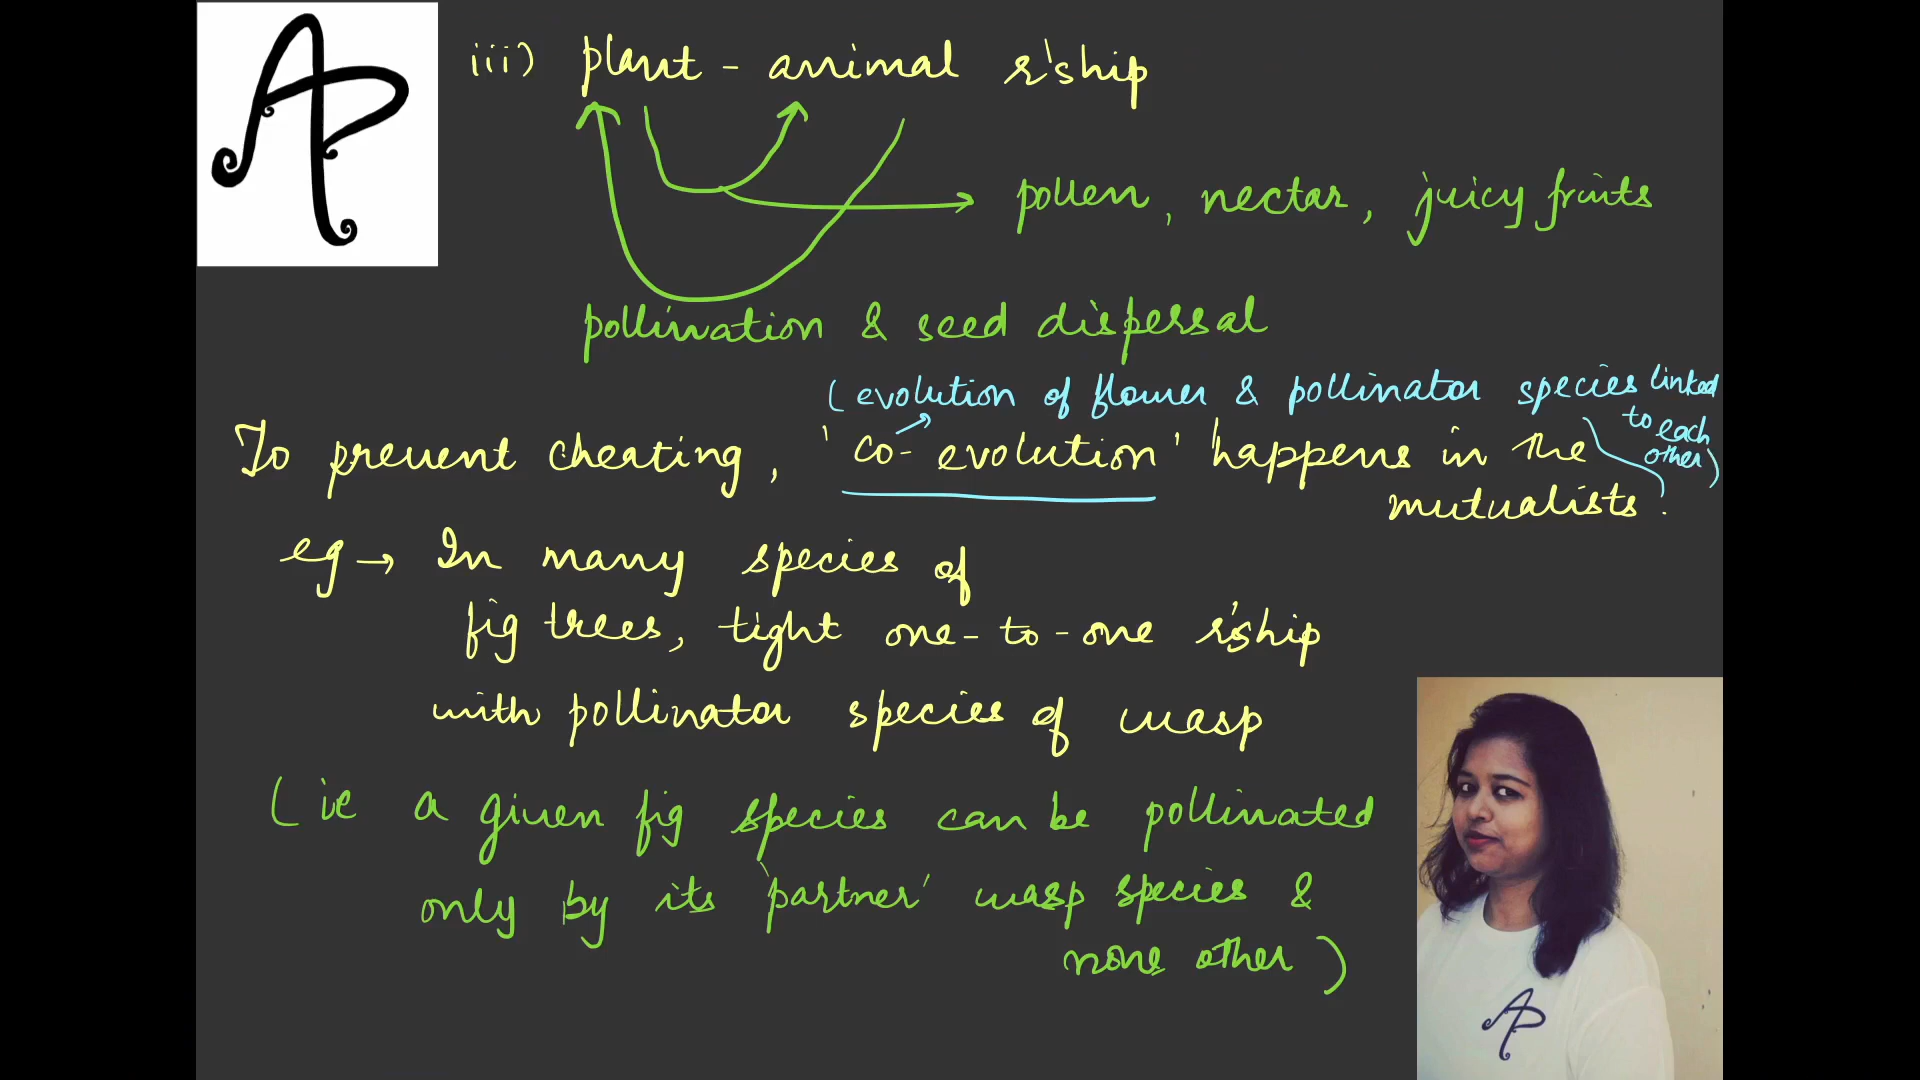 AP
iii) plant - animal r'ship
pollen, nectar, juicy fruits
pollination & seed dispersal
(evolution of flower & pollinator species linked
to each
other)
To prevent cheating, 'co-evolution' happens in the
mutualists.
eg → In many species of
fig trees, tight one-to-one r'ship
with pollinator species of wasp
(ie a given fig species can be pollinated
only by its 'partner' wasp species &
none other)
AP